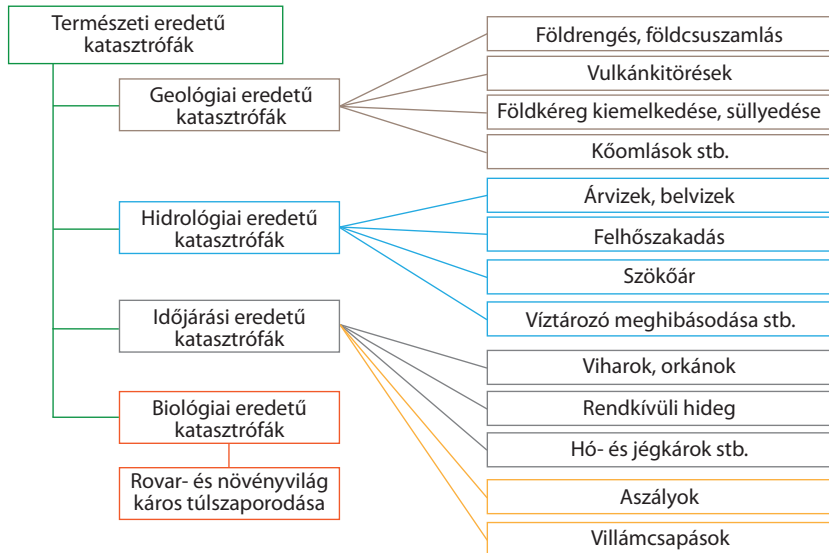 Természeti eredetű
katasztrófák
Geológiai eredetű
katasztrófák
Földrengés, földcsuszamlás
Vulkánkitörések
Földkéreg kiemelkedése, süllyedése
Kőomlások stb.
Hidrológiai eredetű
katasztrófák
Árvizek, belvizek
Felhőszakadás
Szökőár
Víztározó meghibásodása stb.
Időjárási eredetű
katasztrófák
Viharok, orkánok
Rendkívüli hideg
Hó- és jégkárok stb.
Aszályok
Villámcsapások
Biológiai eredetű
katasztrófák
Rovar- és növényvilág
káros túlszaporodása